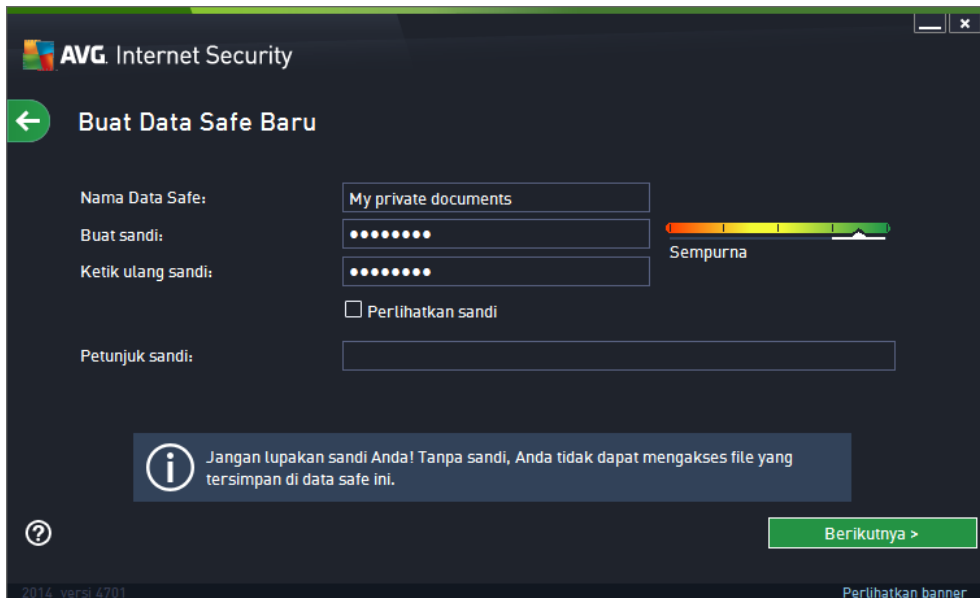 AVG. Internet Security
Buat Data Safe Baru
Nama Data Safe:
My private documents
Buat sandi:
••••••••
Sempurna
Ketik ulang sandi:
••••••••
Perlihatkan sandi
Petunjuk sandi:
Jangan lupakan sandi Anda! Tanpa sandi, Anda tidak dapat mengakses file yang
tersimpan di data safe ini.
Berikutnya >
2014 versi 4701
Perlihatkan banner